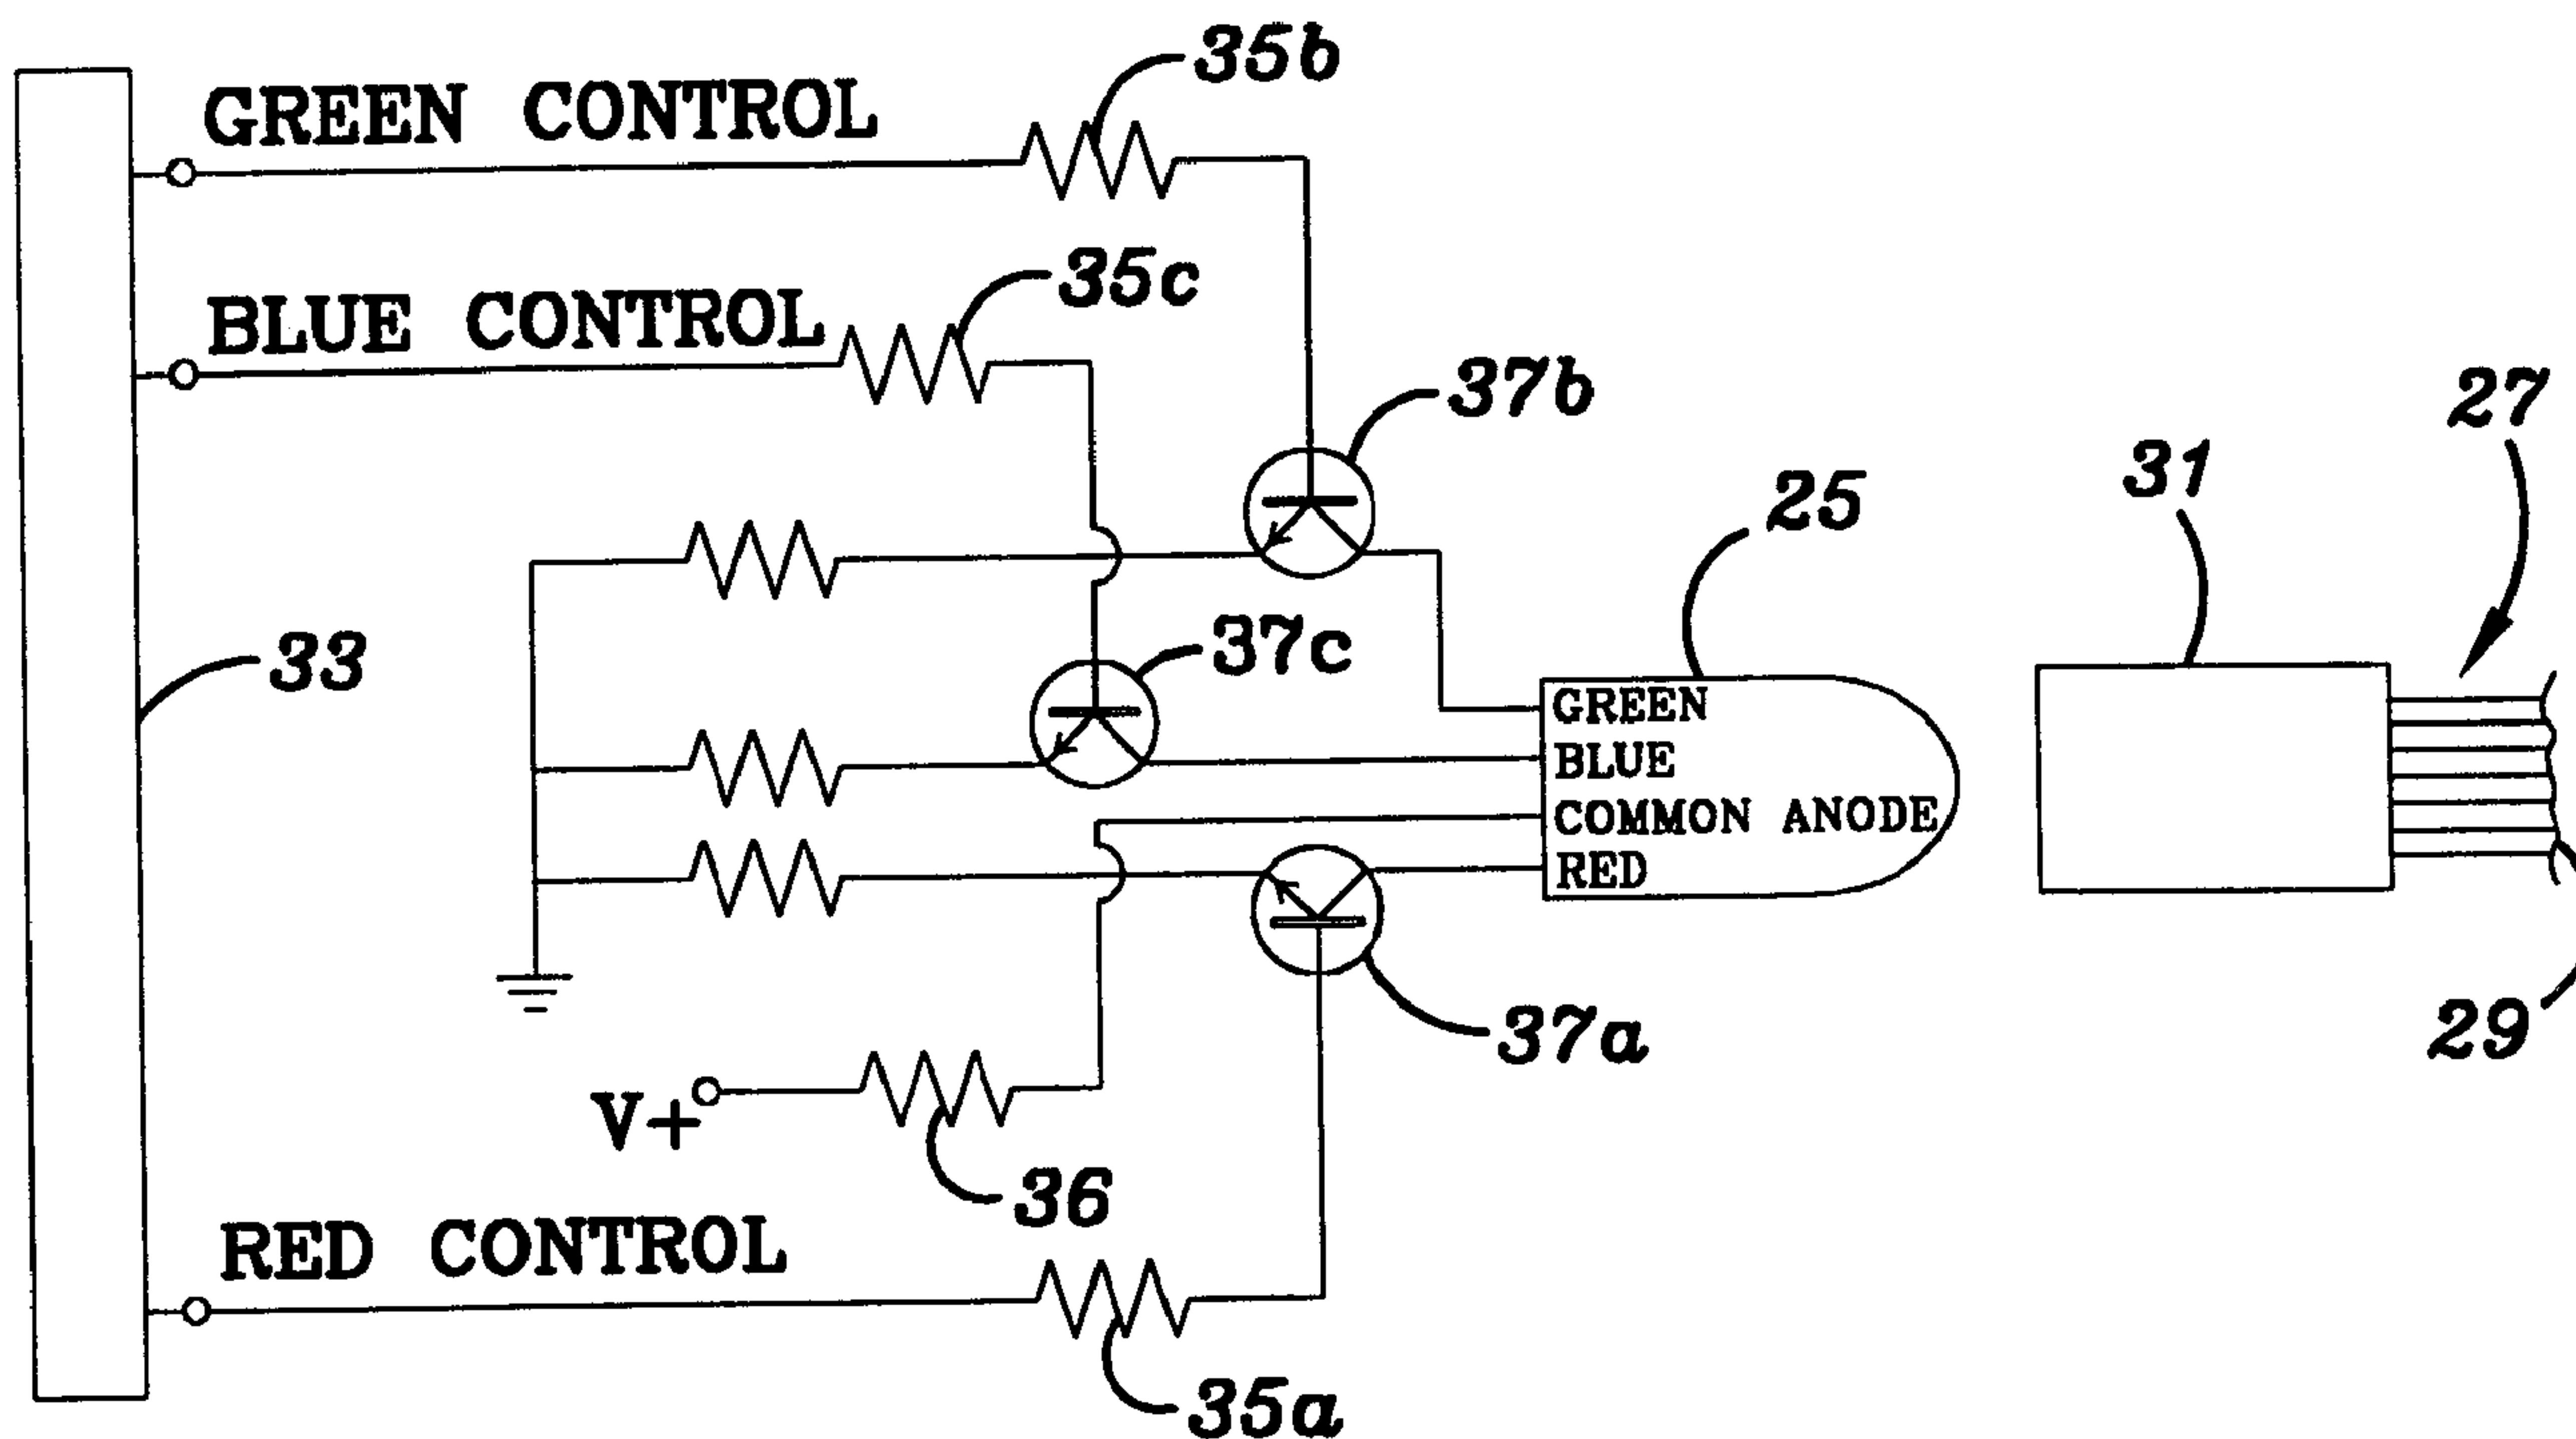 35b
GREEN CONTROL
35c
BLUE CONTROL
37b
27
31
25
37c
33
GREEN
BLUE
COMMON ANODE
RED
37a
29
V+
36
RED CONTROL
35a